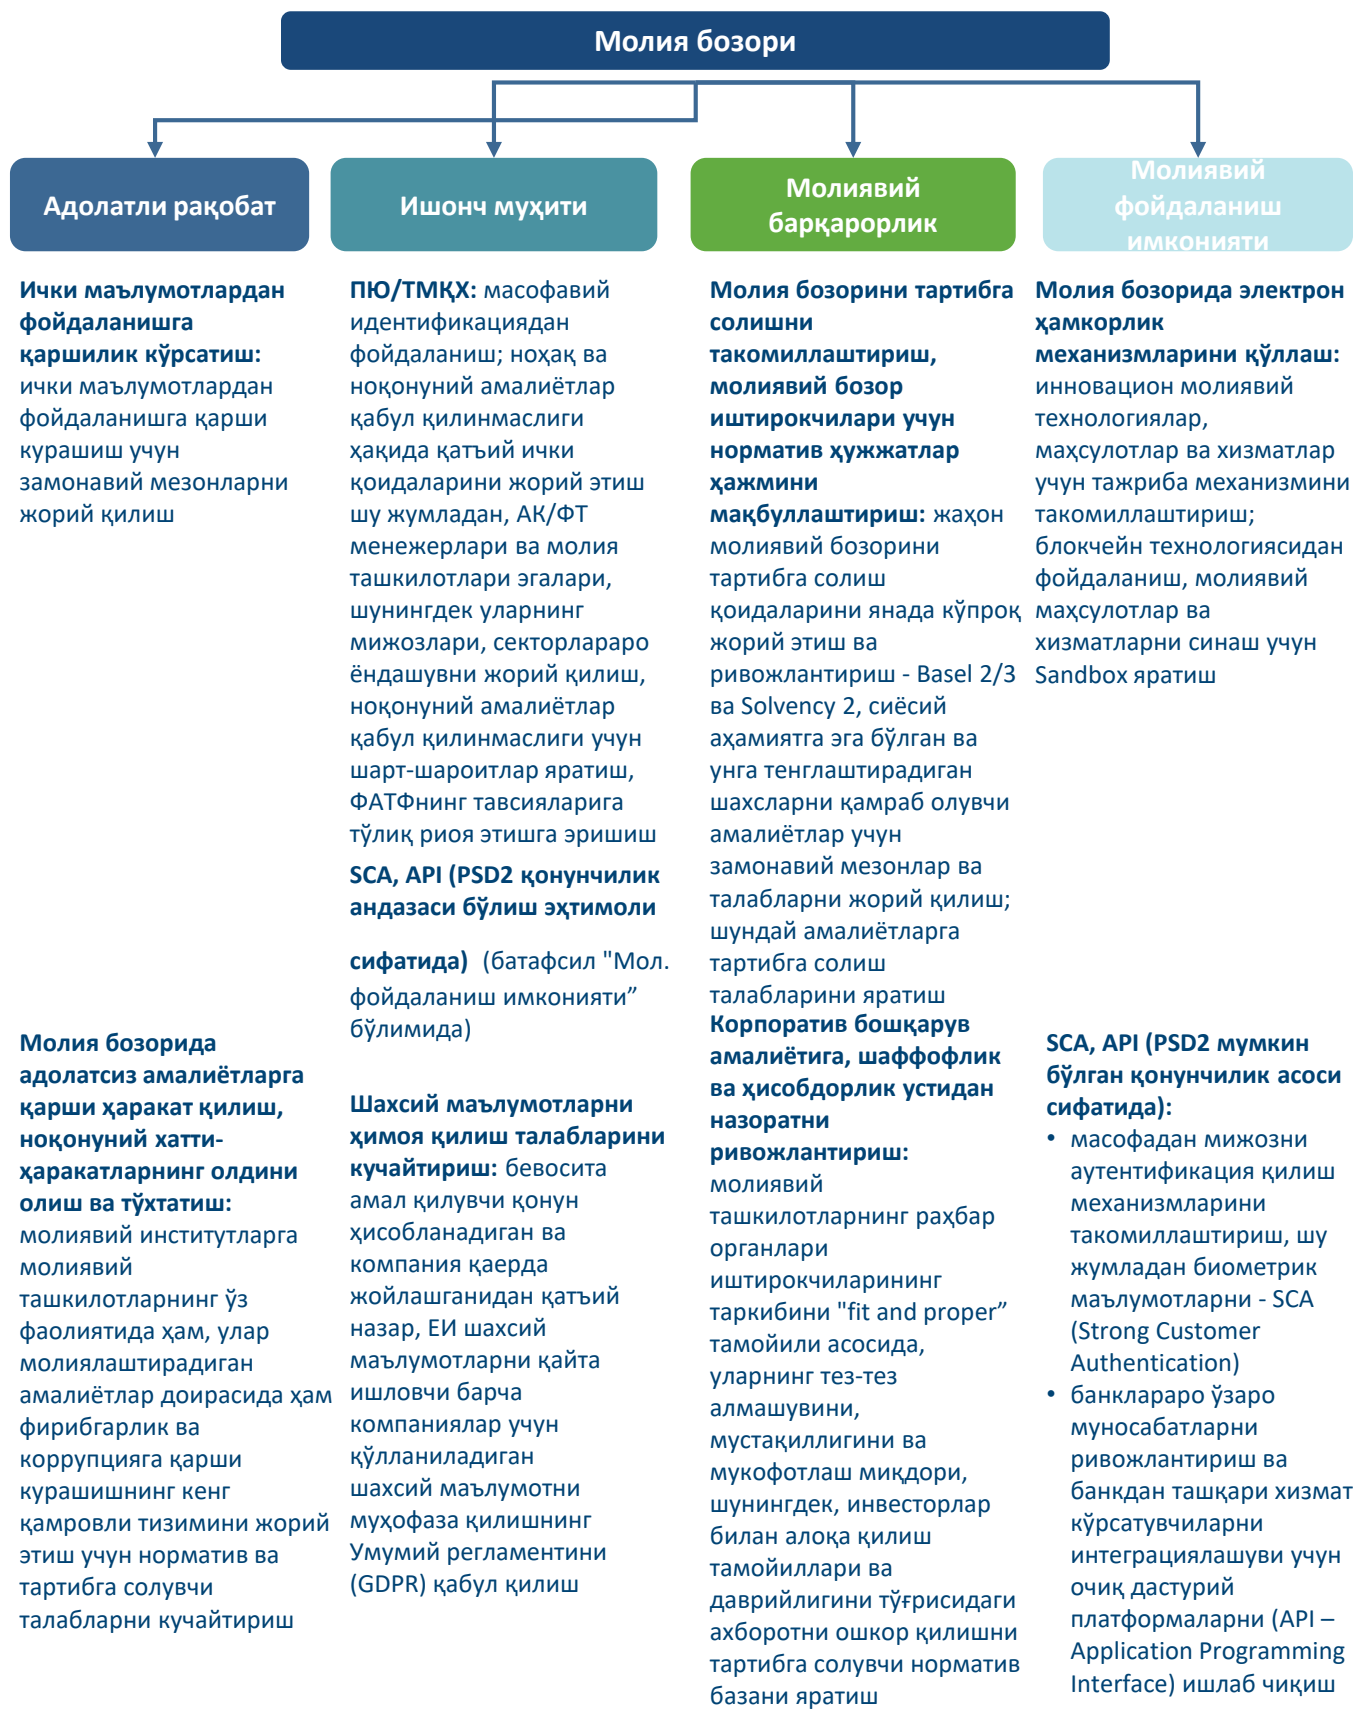 Молия бозори
Адолатли рақобат
Ишонч муҳити
Молиявий
барқарорлик
Молиявий
фойдаланиш
имконияти
Ички маълумотлардан
фойдаланишга
қаршилик кўрсатиш:
ички маълумотлардан
фойдаланишга қарши
курашиш учун
замонавий мезонларни
жорий қилиш
Молия бозорида
адолатсиз амалиётларга
қарши ҳаракат қилиш,
ноқонуний хатти-
ҳаракатларнинг олдини
олиш ва тўхтатиш:
молиявий институтларга
молиявий
ташкилотларнинг ўз
фаолиятида ҳам, улар
молиялаштирадиган
амалиётлар доирасида ҳам
фирибгарлик ва
коррупцияга қарши
курашишнинг кенг
қамровли тизимини жорий
этиш учун норматив ва
тартибга солувчи
талабларни кучайтириш
ПЮ/ТМҚХ: масофавий
идентификациядан
фойдаланиш; ноҳақ ва
ноқонуний амалиётлар
қабул қилинмаслиги
ҳақида қатъий ички
қоидаларини жорий этиш
шу жумладан, АК/ФТ
менежерлари ва молия
ташкилотлари эгалари,
шунингдек уларнинг
мижозлари, секторлараро
ёндашувни жорий қилиш,
ноқонуний амалиётлар
қабул қилинмаслиги учун
шарт-шароитлар яратиш,
ФАТФнинг тавсияларига
тўлиқ риоя этишга эришиш
SCA, API (PSD2 қонунчилик
андазаси бўлиш эҳтимоли
сифатида) (батафсил "Мол.
фойдаланиш имконияти”
бўлимида)
Шахсий маълумотларни
ҳимоя қилиш талабларини
кучайтириш: бевосита
амал қилувчи қонун
ҳисобланадиган ва
компания қаерда
жойлашганидан қатъий
назар, ЕИ шахсий
маълумотларни қайта
ишловчи барча
компаниялар учун
қўлланиладиган
шахсий маълумотни
муҳофаза қилишнинг
Умумий регламентини
(GDPR) қабул қилиш
Молия бозорини тартибга
солишни
такомиллаштириш,
молиявий бозор
иштирокчилари учун
норматив ҳужжатлар
ҳажмини
мақбуллаштириш: жаҳон
молиявий бозорини
тартибга солиш
қоидаларини янада кўпроқ
жорий этиш ва
ривожлантириш - Basel 2/3
ва Solvency 2, сиёсий
аҳамиятга эга бўлган ва
унга тенглаштирадиган
шахсларни қамраб олувчи
амалиётлар учун
замонавий мезонлар ва
талабларни жорий қилиш;
шундай амалиётларга
тартибга солиш
талабларини яратиш
Корпоратив бошқарув
амалиётига, шаффофлик
ва ҳисобдорлик устидан
назоратни
ривожлантириш:
молиявий
ташкилотларнинг раҳбар
органлари
иштирокчиларининг
таркибини "fit and proper”
тамойили асосида,
уларнинг тез-тез
алмашувини,
мустақиллигини ва
мукофотлаш миқдори,
шунингдек, инвесторлар
билан алоқа қилиш
тамойиллари ва
даврийлигини тўғрисидаги
ахборотни ошкор қилишни
тартибга солувчи норматив
базани яратиш
Молия бозорида электрон
ҳамкорлик
механизмларини қўллаш:
инновацион молиявий
технологиялар,
маҳсулотлар ва хизматлар
учун тажриба механизмини
такомиллаштириш;
блокчейн технологиясидан
фойдаланиш, молиявий
маҳсулотлар ва
хизматларни синаш учун
Sandbox яратиш
SCA, API (PSD2 мумкин
бўлган қонунчилик асоси
сифатида):
• масофадан мижозни
аутентификация қилиш
механизмларини
такомиллаштириш, шу
жумладан биометрик
маълумотларни - SCA
(Strong Customer
Authentication)
• банклараро ўзаро
муносабатларни
ривожлантириш ва
банкдан ташқари хизмат
кўрсатувчиларни
интеграциялашуви учун
очиқ дастурий
платформаларни (API –
Application Programming
Interface) ишлаб чиқиш